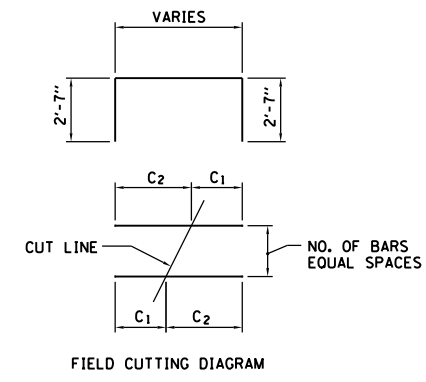 VARIES
2'-7"
2'-7"
C2
C1
CUT LINE
NO. OF BARS
EQUAL SPACES
C1
C2
FIELD CUTTING DIAGRAM